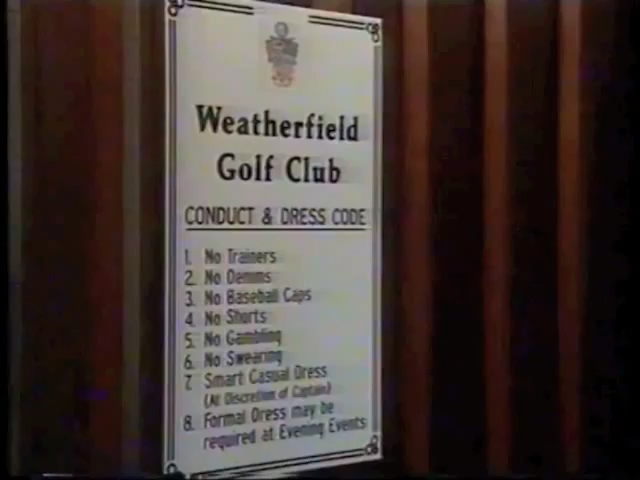 Weatherfield
Golf Club
CONDUCT & DRESS CODE
1. No Trainers
2. No Denims
3. No Baseball Caps
4. No Shorts
5. No Gambling
6. No Swearing
7. Smart Casual Dress
(At Discretion of Captain)
8. Formal Dress may be
required at Evening Events